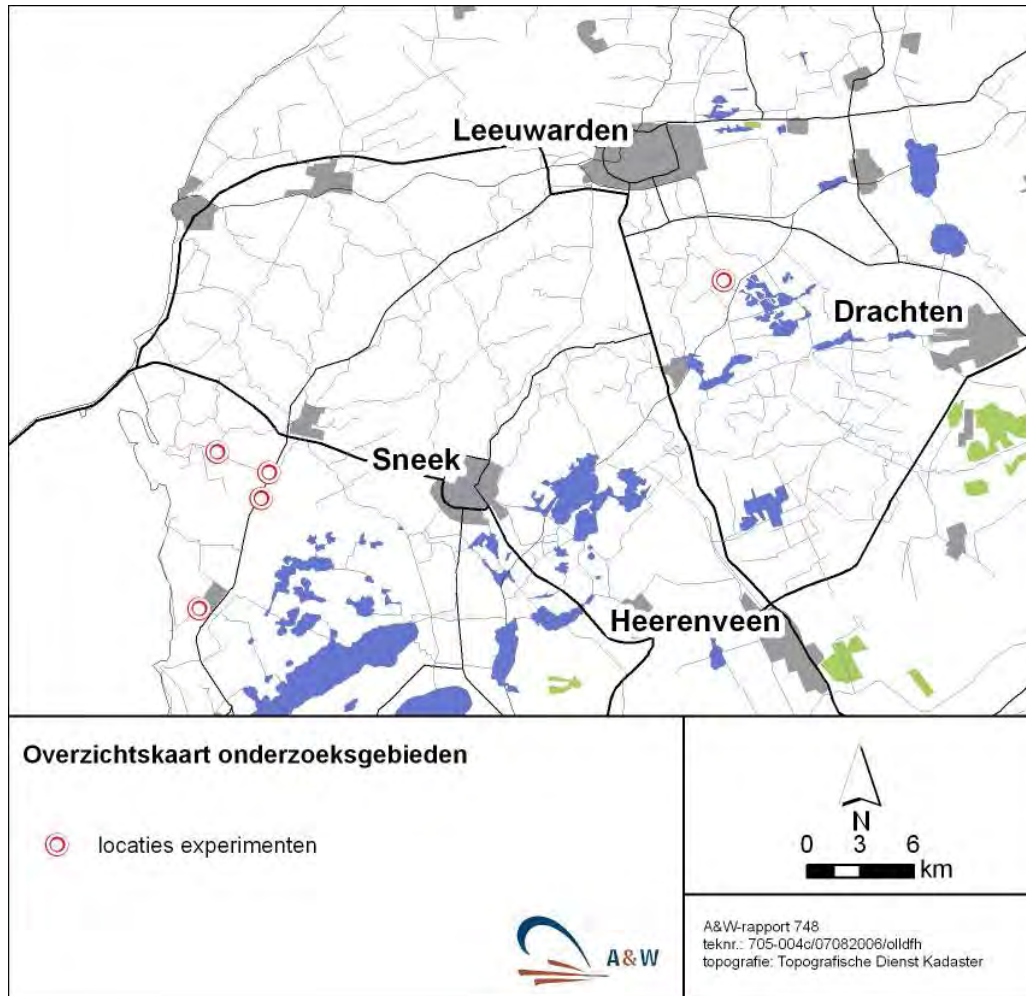 Leeuwarden
Drachten
Sneek
Heerenveen
Overzichtskaart onderzoeksgebieden
locaties experimenten
A&W
N
0 3 6
km
A&W-rapport 748
teknr.: 705-004c/07082006/olldfh
topografie: Topografische Dienst Kadaster